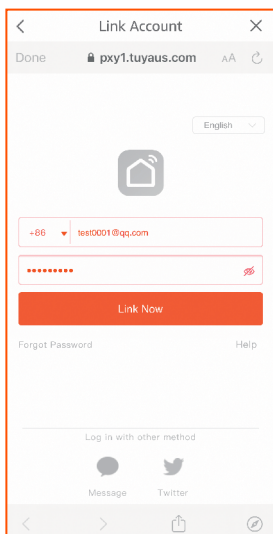 Link Account
Done pxy1.tuyaus.com AA
English
+86 test0001@qq.com
Link Now
Forgot Password Help
Log in with other method
Message Twitter